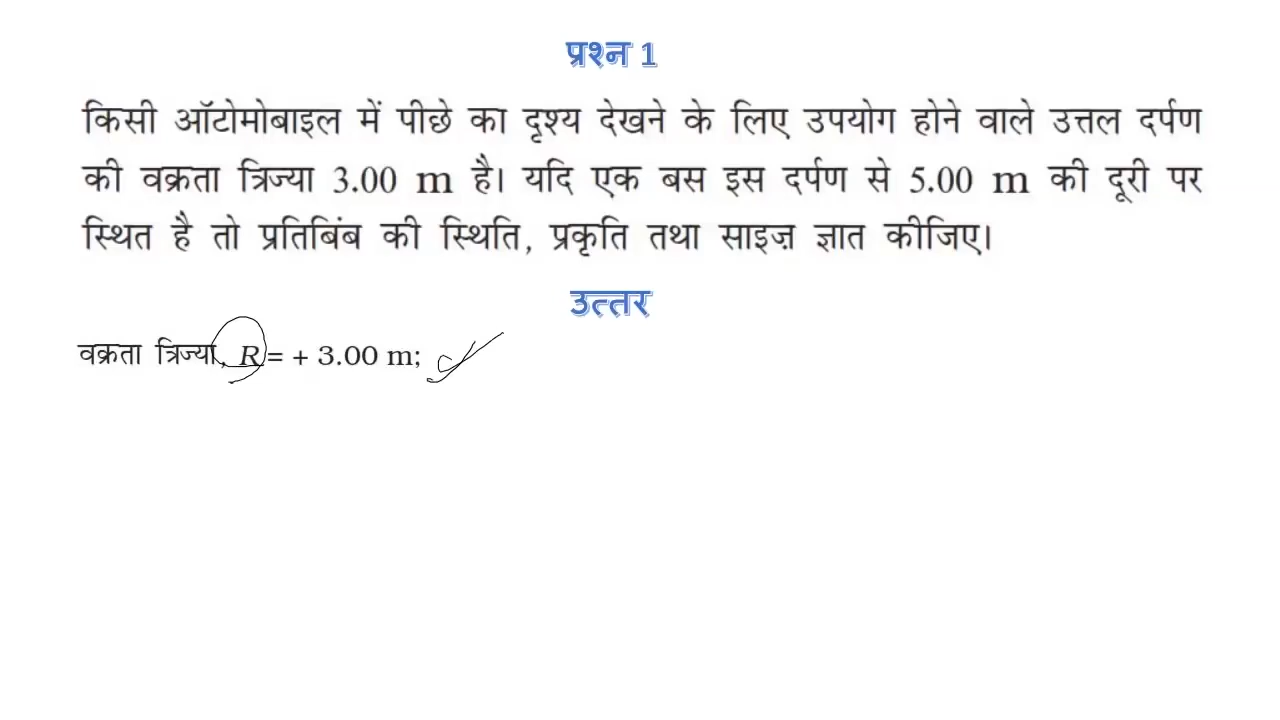 प्रश्न 1
किसी ऑटोमोबाइल में पीछे का दृश्य देखने के लिए उपयोग होने वाले उत्तल दर्पण
की वक्रता त्रिज्या 3.00 m है। यदि एक बस इस दर्पण से 5.00 m की दूरी पर
स्थित है तो प्रतिबिंब की स्थिति, प्रकृति तथा साइज़ ज्ञात कीजिए।
उत्तर
वक्रता त्रिज्या, R = + 3.00 m;